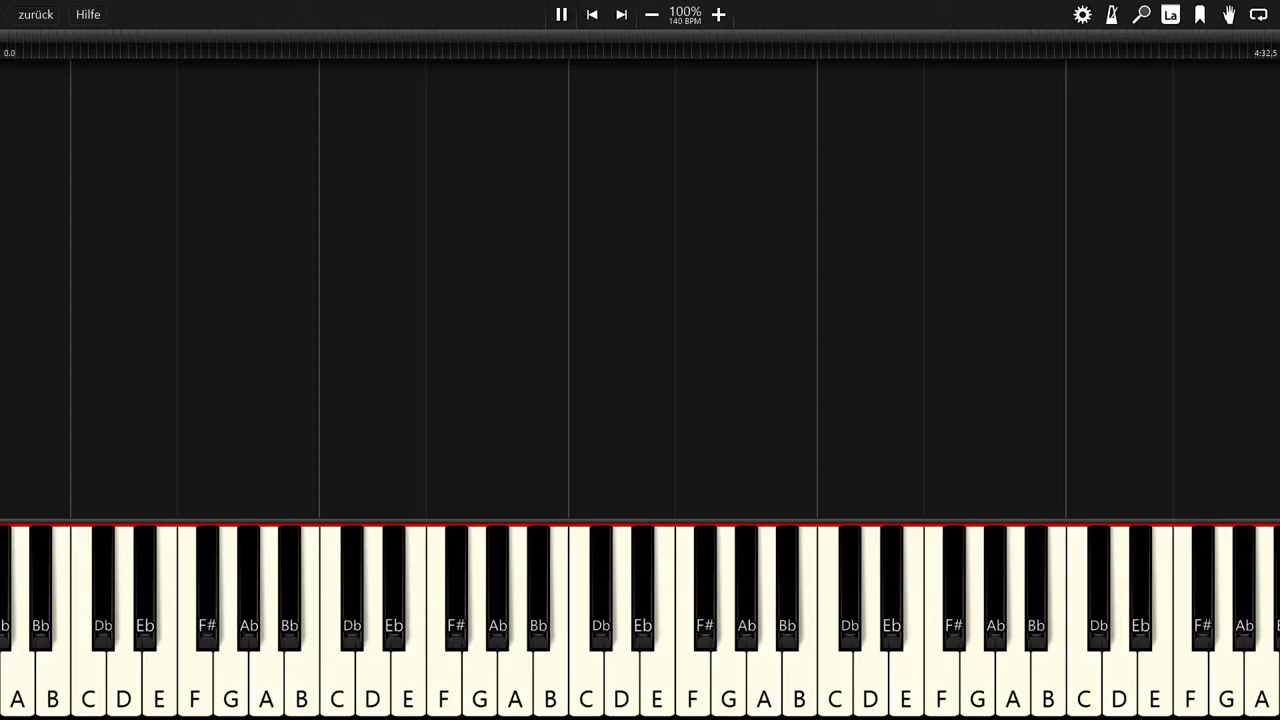 zurück Hilfe 100% La
140 BPM
0.0 4:32,5
b Bb Db Eb F# Ab Bb Db Eb F# Ab Bb Db Eb F# Ab Bb Db Eb F# Ab Bb Db Eb F# Ab
A B C D E F G A B C D E F G A B C D E F G A B C D E F G A B C D E F G A